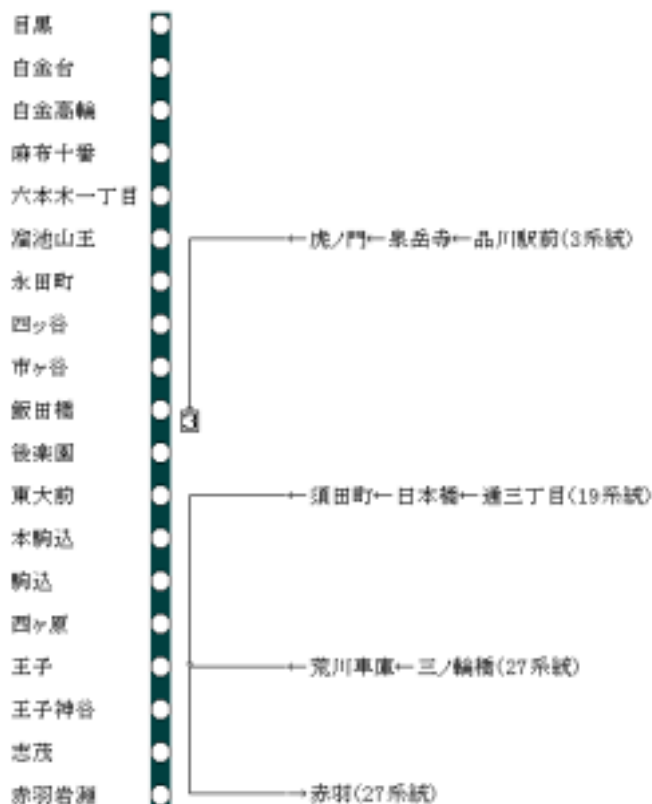 目黒
白金台
白金高輪
麻布十番
六本木一丁目
溜池山王 ←虎ノ門←泉岳寺←品川駅前(3系統)
永田町
四ッ谷
市ヶ谷
飯田橋
3
後楽園
東大前 ←須田町←日本橋←通三丁目(19系統)
本駒込
駒込
西ヶ原
王子 ←荒川車庫←三ノ輪橋(27系統)
王子神谷
志茂
赤羽岩淵 →赤羽(27系統)